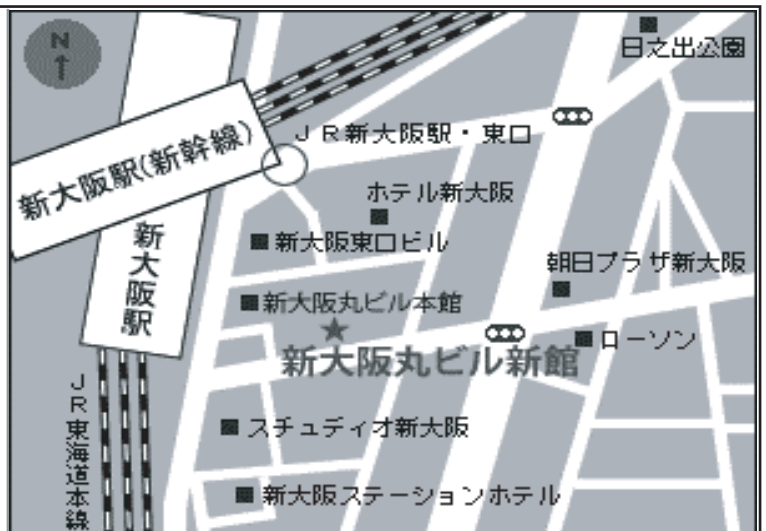 N
日之出公園
JR新大阪駅・東口
新大阪駅(新幹線)
ホテル新大阪
新大阪東口ビル
新大阪駅
朝日プラザ新大阪
新大阪丸ビル本館
ローソン
新大阪丸ビル新館
JR東海道本線
スチュディオ新大阪
新大阪ステーションホテル